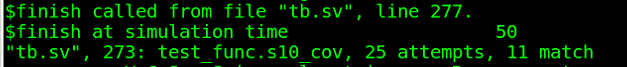 $finish called from file "tb.sv", line 277.
$finish at simulation time 50
"tb.sv", 273: test_func.s10_cov, 25 attempts, 11 match